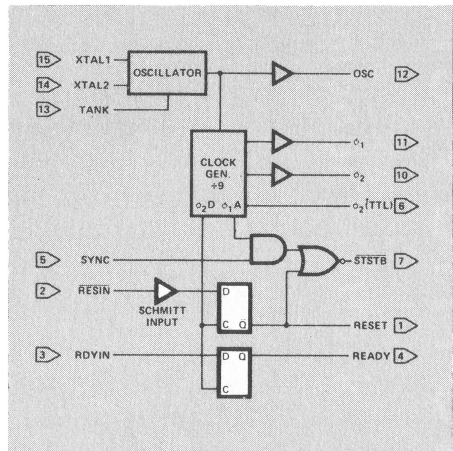 15 XTAL1
OSCILLATOR
OSC 12
14 XTAL2
13 TANK
CLOCK
GEN.
÷9
ϕ1 11
ϕ2 10
ϕ2D ϕ1A
ϕ2(TTL) 6
5 SYNC
STSTB 7
2 RESIN
SCHMITT
INPUT
D
C Q
RESET 1
3 RDYIN
D Q
C
READY 4